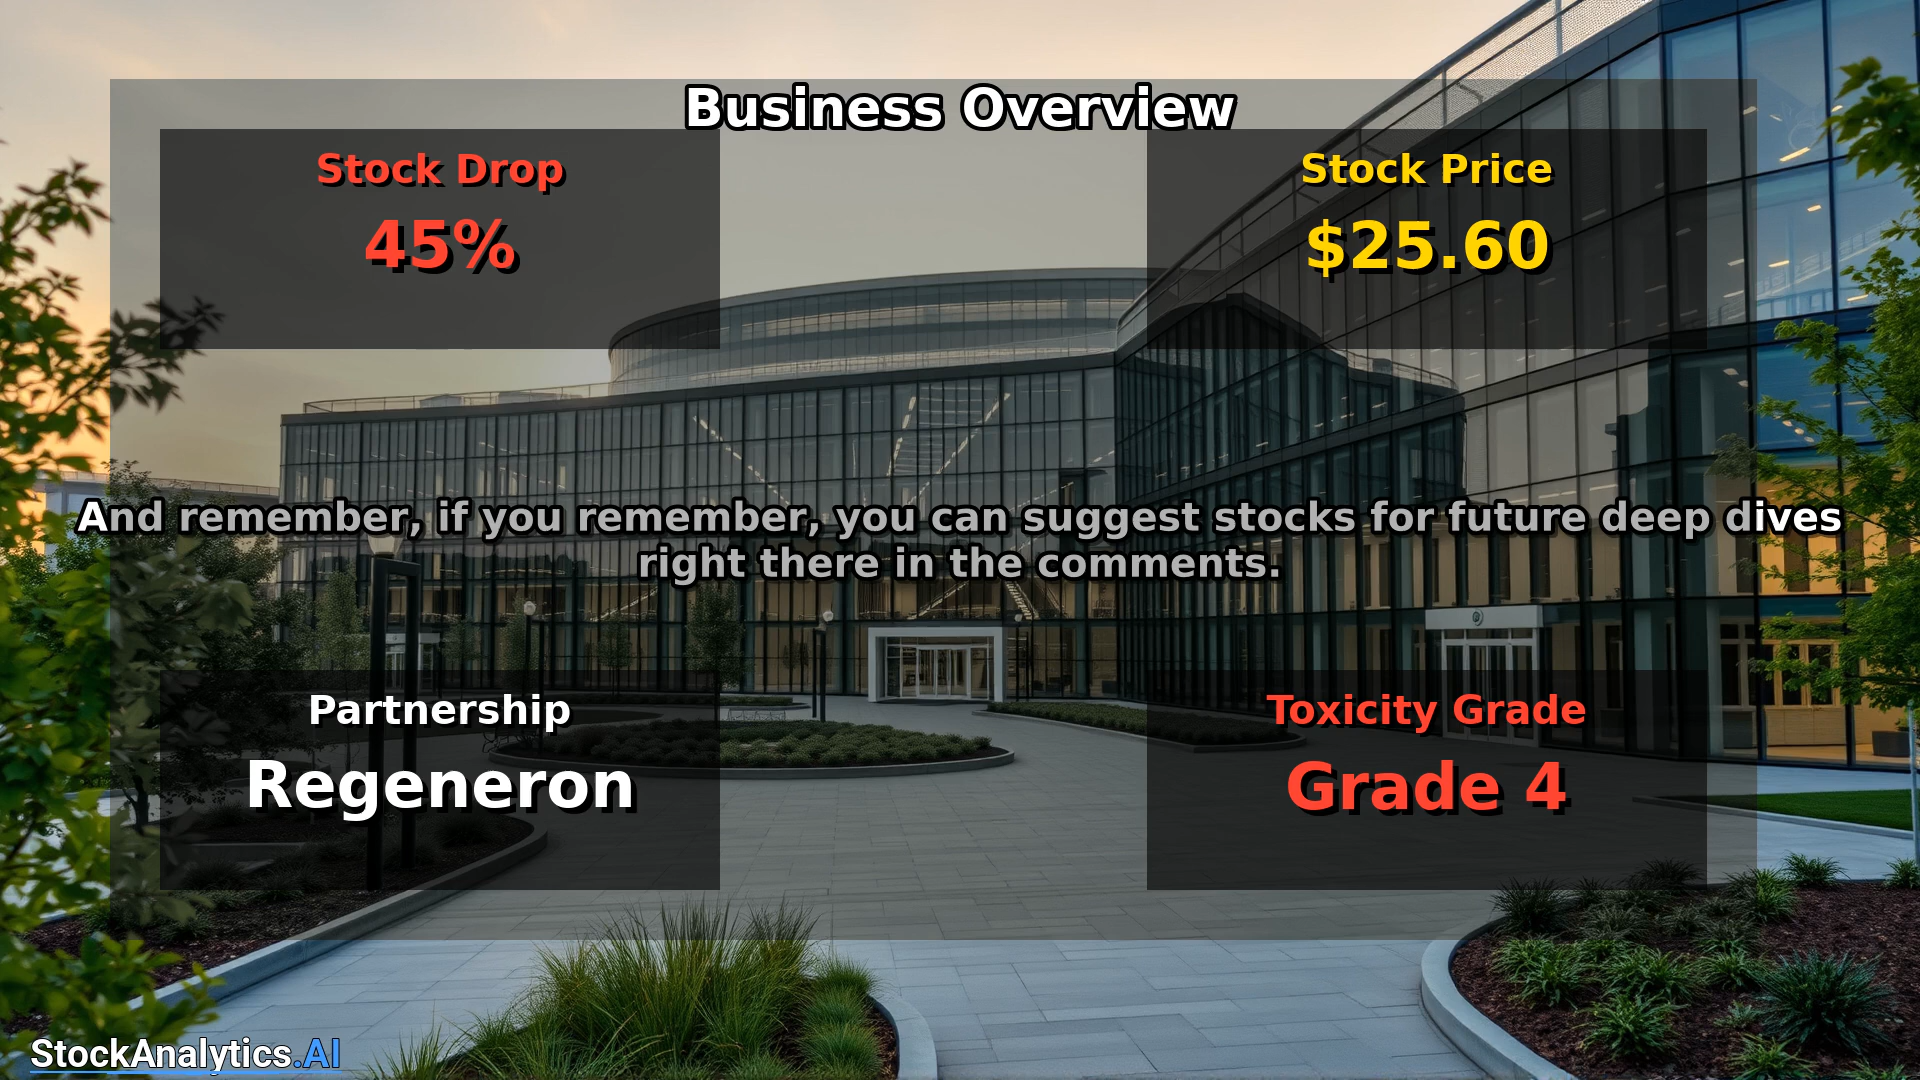 Business Overview
Stock Drop
45%
Stock Price
$25.60
And remember, if you remember, you can suggest stocks for future deep dives
right there in the comments.
Partnership
Regeneron
Toxicity Grade
Grade 4
StockAnalytics.AI